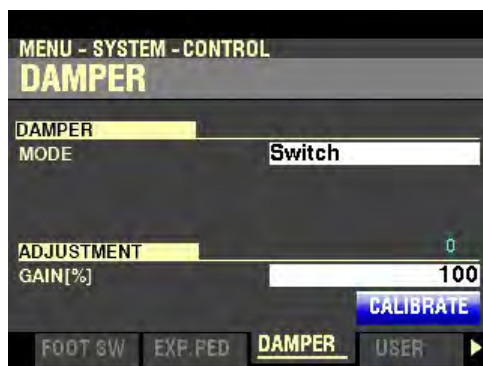 MENU - SYSTEM - CONTROL
DAMPER
DAMPER
MODE Switch
ADJUSTMENT 0
GAIN[%] 100
CALIBRATE
FOOT SW EXP.PED DAMPER USER